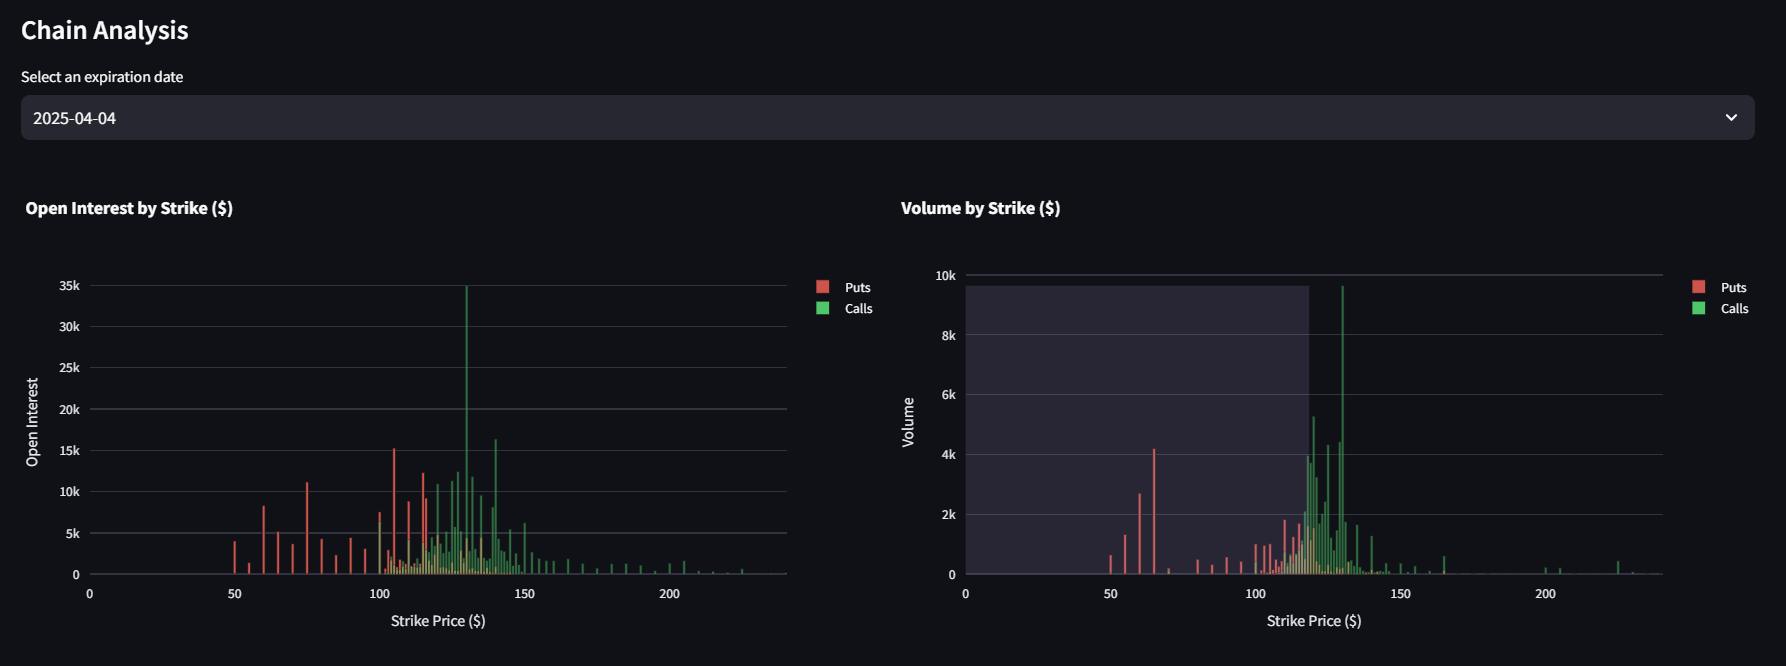 Chain Analysis
Select an expiration date
2025-04-04
Open Interest by Strike ($)
35k
30k
25k
20k
15k
10k
5k
0
Open Interest
0 50 100 150 200
Strike Price ($)
Puts
Calls
Volume by Strike ($)
10k
8k
6k
4k
2k
0
Volume
0 50 100 150 200
Strike Price ($)
Puts
Calls